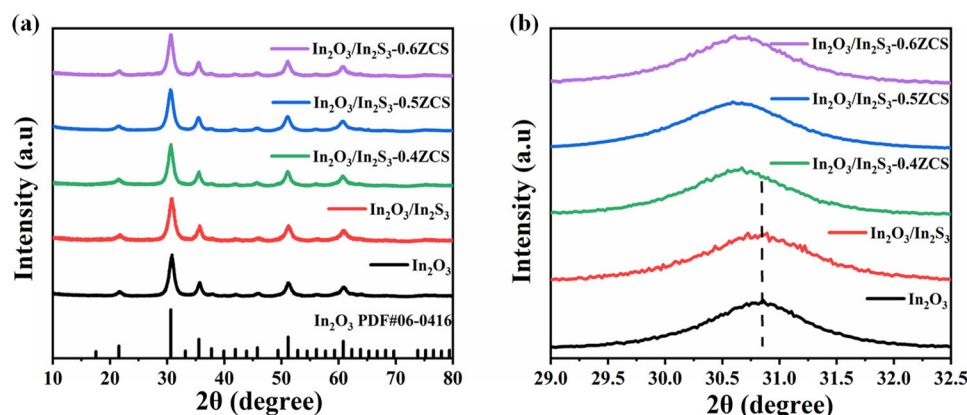 (a)
In₂O₃/In₂S₃-0.6ZCS
In₂O₃/In₂S₃-0.5ZCS
In₂O₃/In₂S₃-0.4ZCS
In₂O₃/In₂S₃
In₂O₃
In₂O₃ PDF#06-0416
Intensity (a.u)
10 20 30 40 50 60 70 80
2θ (degree)
(b)
In₂O₃/In₂S₃-0.6ZCS
In₂O₃/In₂S₃-0.5ZCS
In₂O₃/In₂S₃-0.4ZCS
In₂O₃/In₂S₃
In₂O₃
Intensity (a.u)
29.0 29.5 30.0 30.5 31.0 31.5 32.0 32.5
2θ (degree)